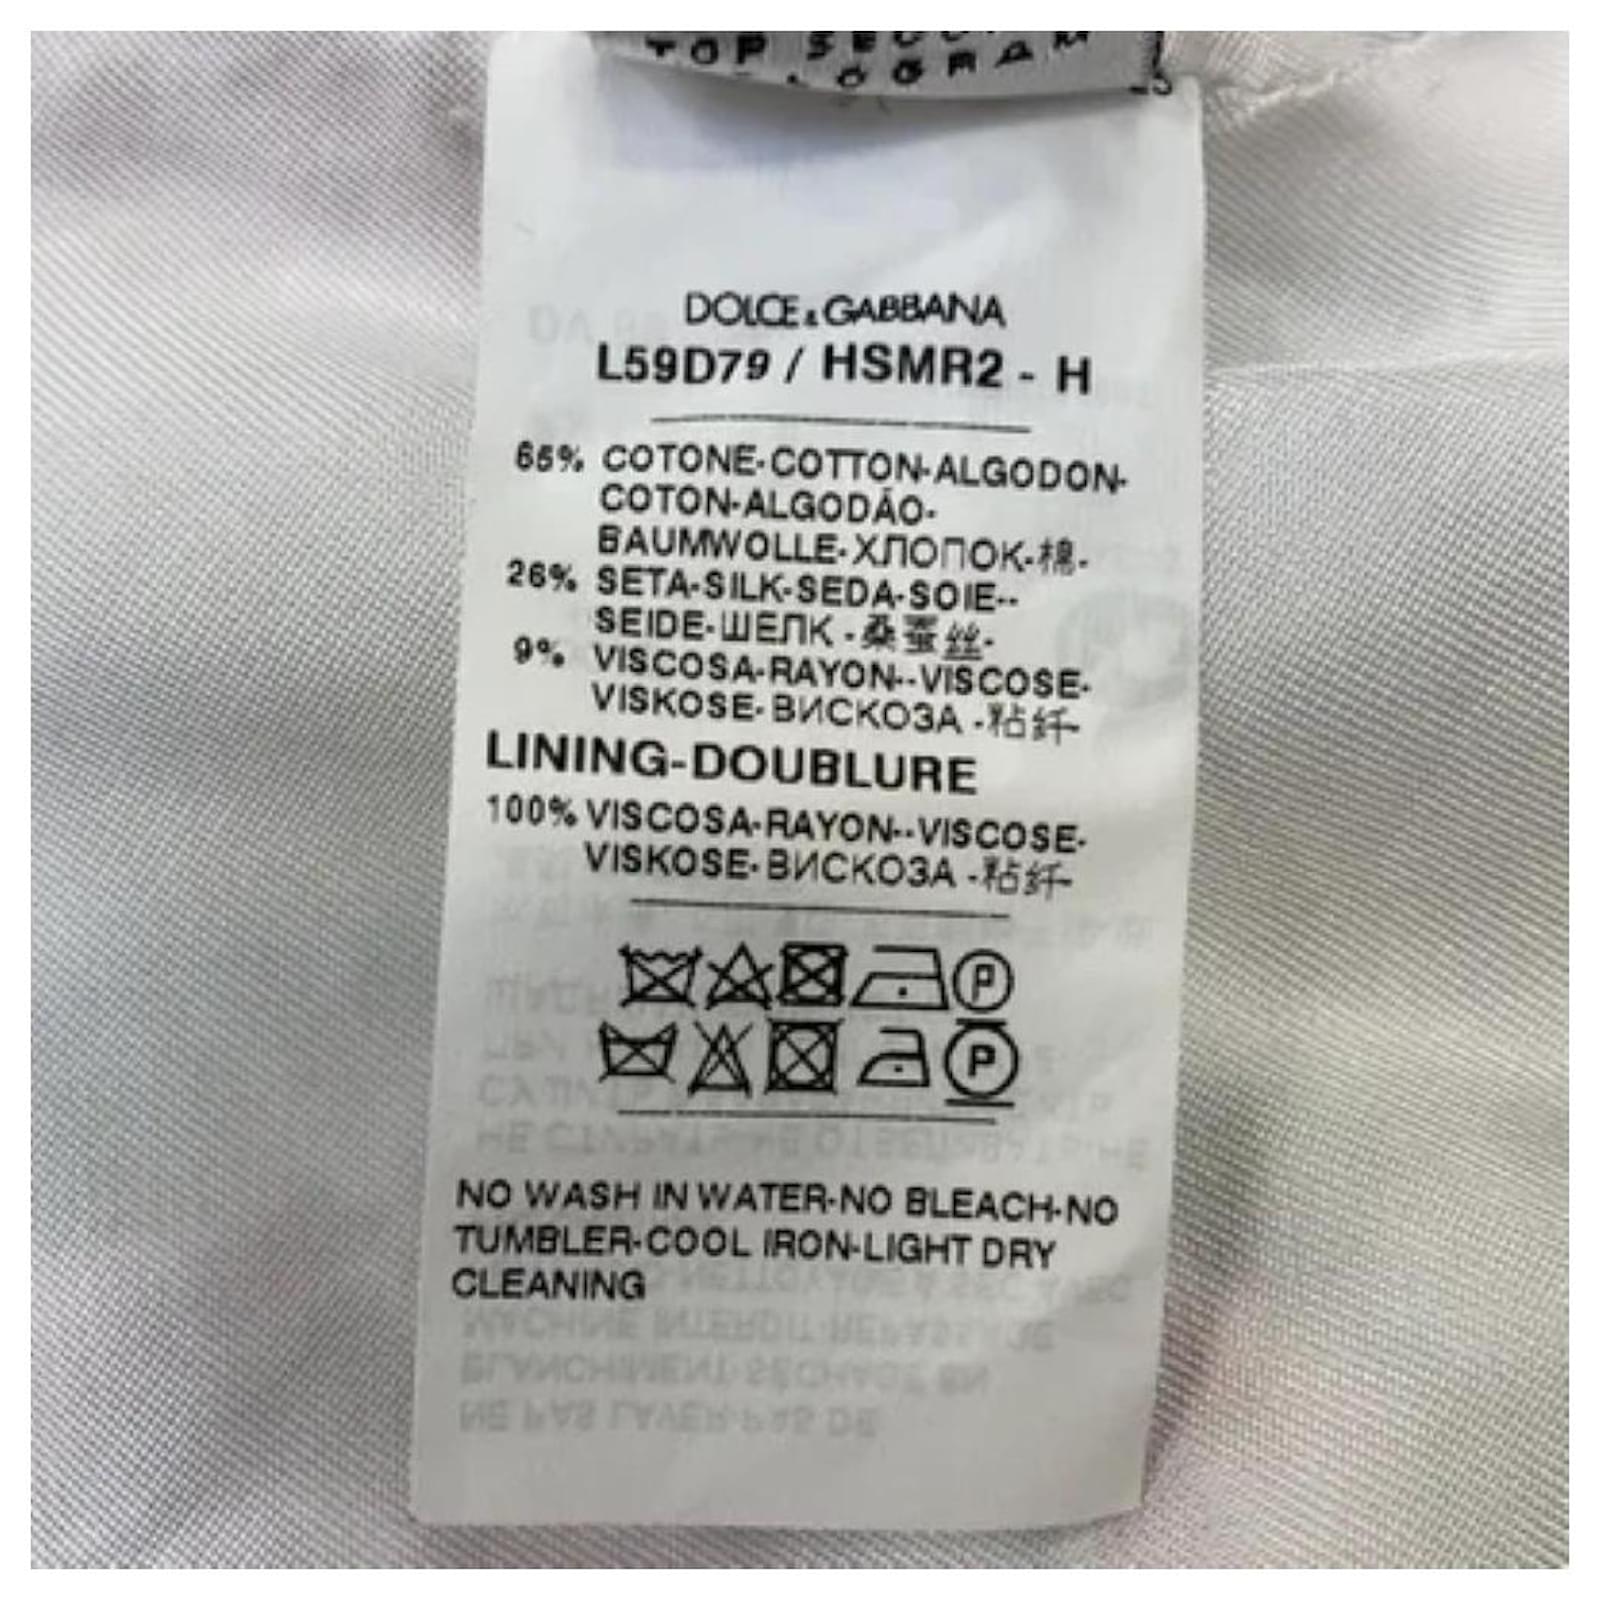 TOP
DOLCE & GABBANA
L59D79 / HSMR2 - H
65% COTONE-COTTON-ALGODON-
COTON-ALGODÃO-
BAUMWOLLE-ХЛОПОК-棉-
26% SETA-SILK-SEDA-SOIE--
SEIDE-ШЕЛК -桑蚕丝-
9% VISCOSA-RAYON--VISCOSE-
VISKOSE-ВИСКОЗА -粘纤-
LINING-DOUBLURE
100% VISCOSA-RAYON--VISCOSE-
VISKOSE-ВИСКОЗА -粘纤-
P
P
NO WASH IN WATER-NO BLEACH-NO
TUMBLER-COOL IRON-LIGHT DRY
CLEANING